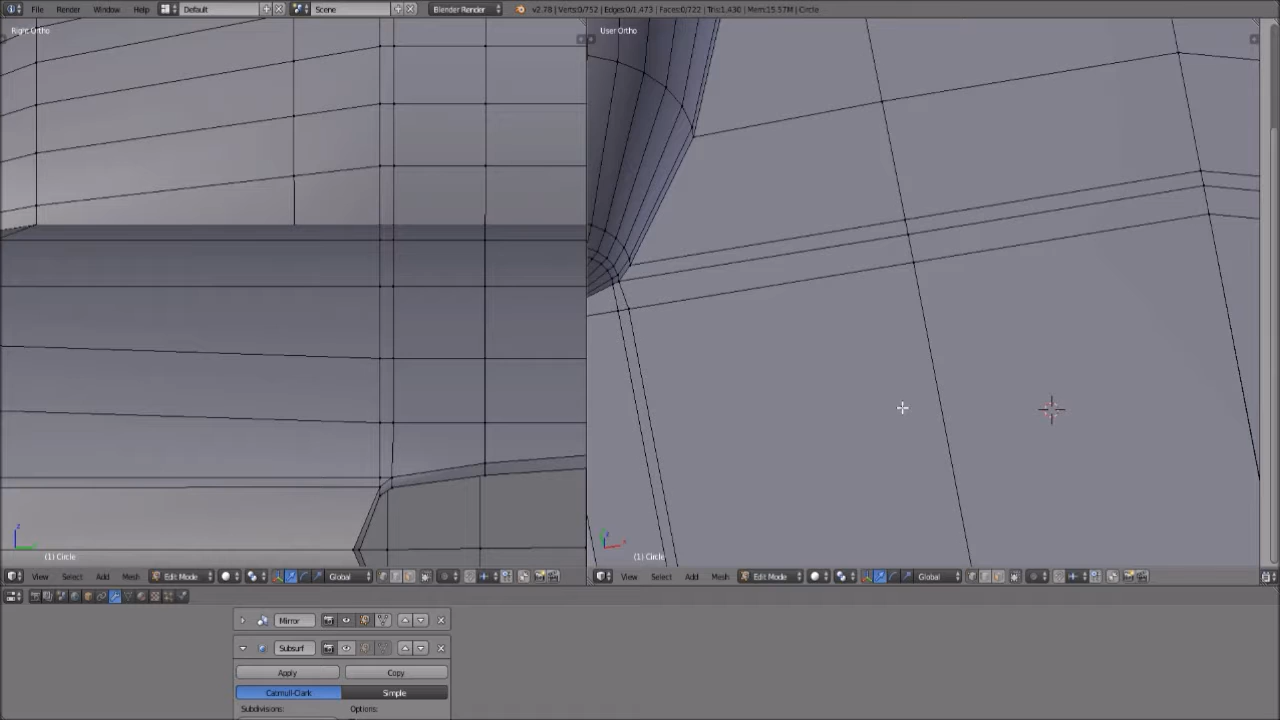 File Render Window Help Default Scene Blender Render v2.78 | Verts:0/752 | Edges:0/1,473 | Faces:0/722 | Tris:1,430 | Mem:15.57M | Circle
Right Ortho
User Ortho
z
(1) Circle
x
(1) Circle
View Select Add Mesh Edit Mode Global
View Select Add Mesh Edit Mode Global
Mirror
Subsurf
Apply Copy
Catmull-Clark Simple
Subdivisions: Options: